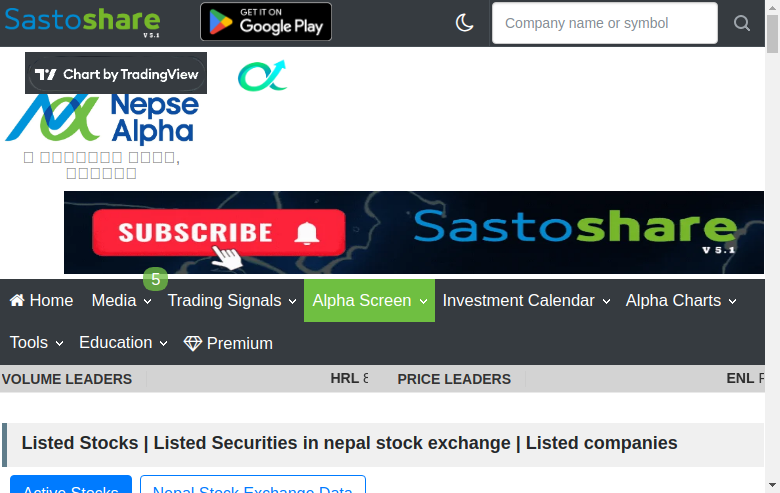 Sastoshare
V 5.1
GET IT ON
Google Play
Company name or symbol
Chart by TradingView
Nepse
Alpha
SUBSCRIBE
Sastoshare
V 5.1
5
Home Media Trading Signals Alpha Screen Investment Calendar Alpha Charts
Tools Education Premium
VOLUME LEADERS HRL PRICE LEADERS ENL
Listed Stocks | Listed Securities in nepal stock exchange | Listed companies
Active Stocks Nepal Stock Exchange Data